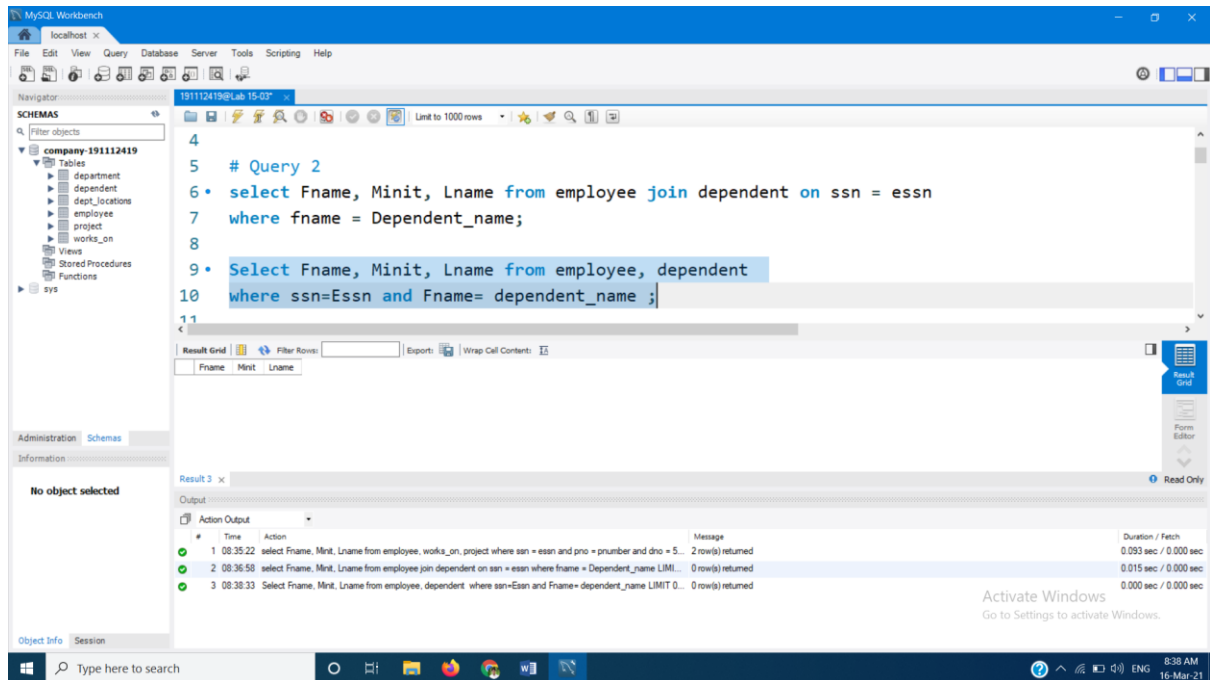 MySQL Workbench
localhost ×
File Edit View Query Database Server Tools Scripting Help
Navigator
SCHEMAS
Filter objects
company-191112419
Tables
department
dependent
dept_locations
employee
project
works_on
Views
Stored Procedures
Functions
sys
Administration Schemas
Information
No object selected
Object Info Session
191112419@Lab 15-03* ×
Limit to 1000 rows
4
5 # Query 2
6 select Fname, Minit, Lname from employee join dependent on ssn = essn
7 where fname = Dependent_name;
8
9 Select Fname, Minit, Lname from employee, dependent
10 where ssn=Essn and Fname= dependent_name ;
11
Result Grid Filter Rows: Export: Wrap Cell Content: IA
Fname Minit Lname
Result Grid
Form Editor
Result 3 × Read Only
Output
Action Output
# Time Action Message Duration / Fetch
1 08:35:22 select Fname, Minit, Lname from employee, works_on, project where ssn = essn and pno = pnumber and dno = 5... 2 row(s) returned 0.093 sec / 0.000 sec
2 08:36:58 select Fname, Minit, Lname from employee join dependent on ssn = essn where fname = Dependent_name LIMI... 0 row(s) returned 0.015 sec / 0.000 sec
3 08:38:33 Select Fname, Minit, Lname from employee, dependent where ssn=Essn and Fname= dependent_name LIMIT 0... 0 row(s) returned 0.000 sec / 0.000 sec
Activate Windows
Go to Settings to activate Windows.
Type here to search
ENG
8:38 AM
16-Mar-21